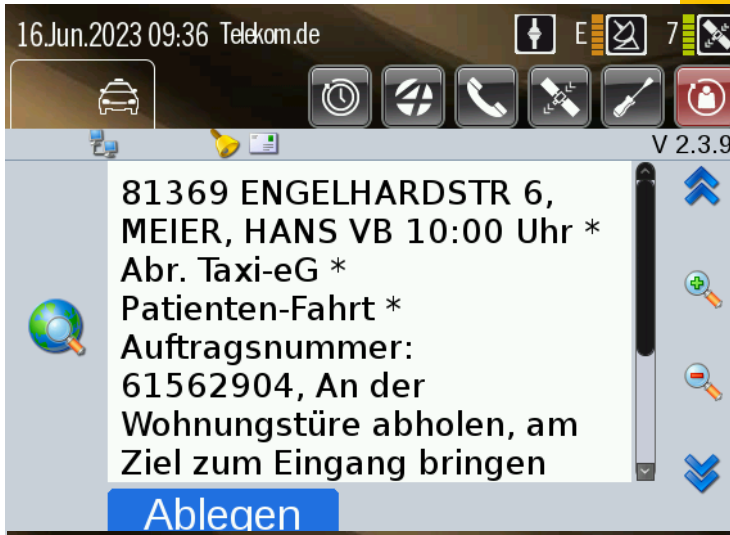 16.Jun.2023 09:36 Telekom.de E 7
V 2.3.9
81369 ENGELHARDSTR 6,
MEIER, HANS VB 10:00 Uhr *
Abr. Taxi-eG *
Patienten-Fahrt *
Auftragsnummer:
61562904, An der
Wohnungstüre abholen, am
Ziel zum Eingang bringen
Ablegen